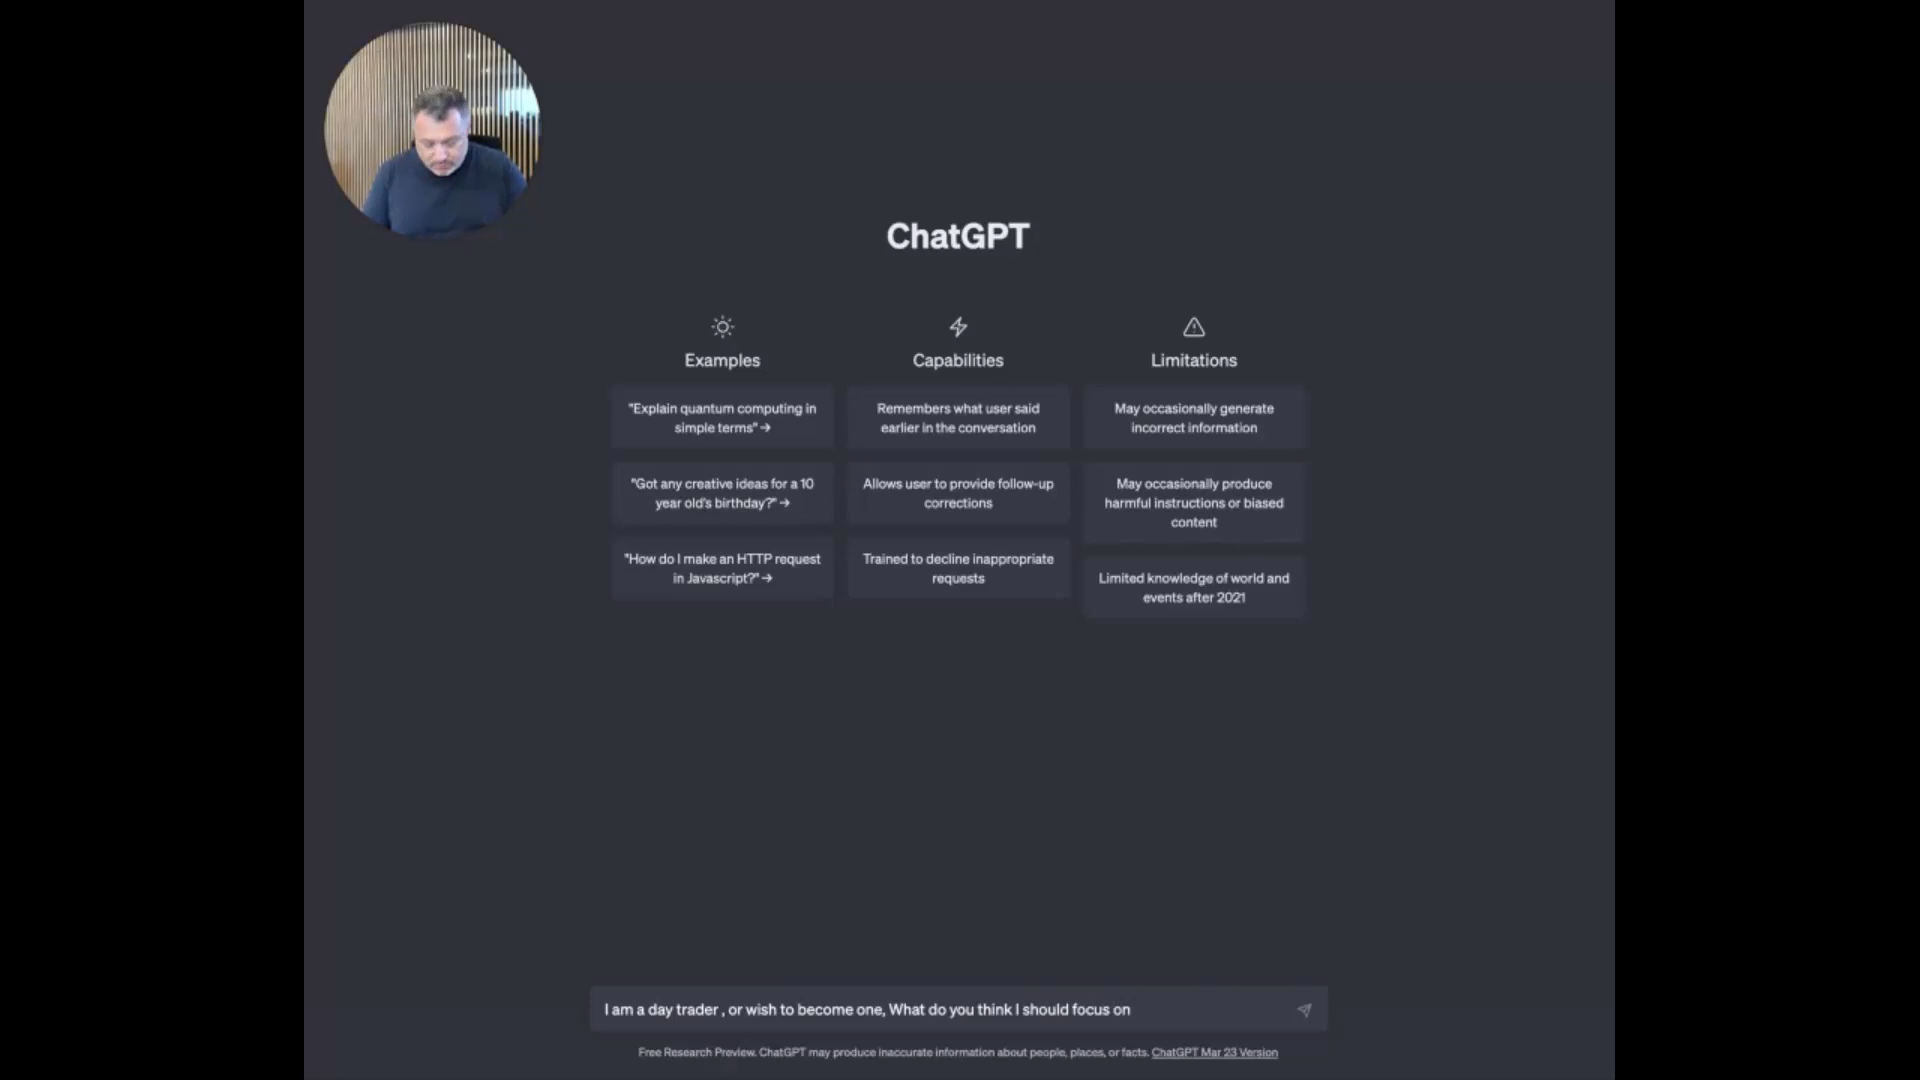 ChatGPT
Examples
"Explain quantum computing in
simple terms" →
"Got any creative ideas for a 10
year old's birthday?" →
"How do I make an HTTP request
in Javascript?" →
Capabilities
Remembers what user said
earlier in the conversation
Allows user to provide follow-up
corrections
Trained to decline inappropriate
requests
Limitations
May occasionally generate
incorrect information
May occasionally produce
harmful instructions or biased
content
Limited knowledge of world and
events after 2021
I am a day trader , or wish to become one, What do you think I should focus on
Free Research Preview. ChatGPT may produce inaccurate information about people, places, or facts. ChatGPT Mar 23 Version